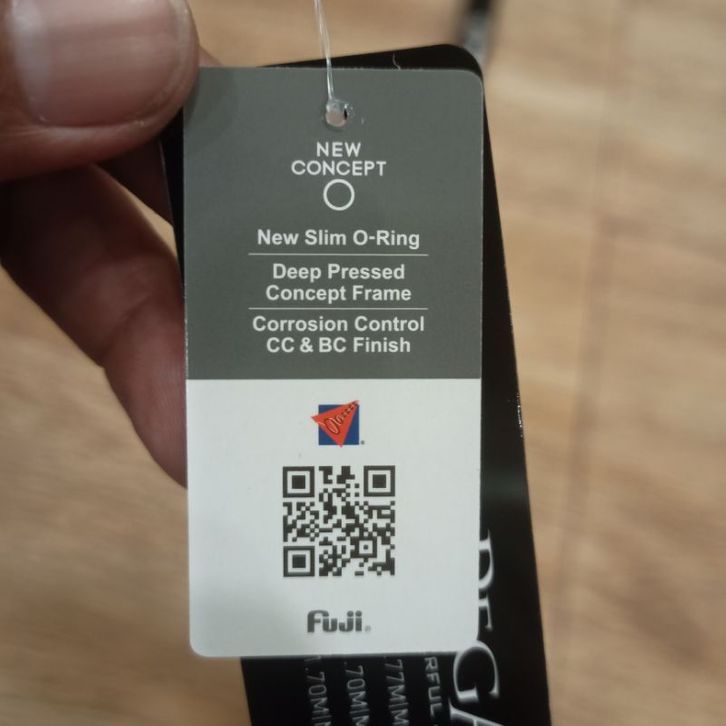 NEW
CONCEPT
O
New Slim O-Ring
Deep Pressed
Concept Frame
Corrosion Control
CC & BC Finish
Fuji®